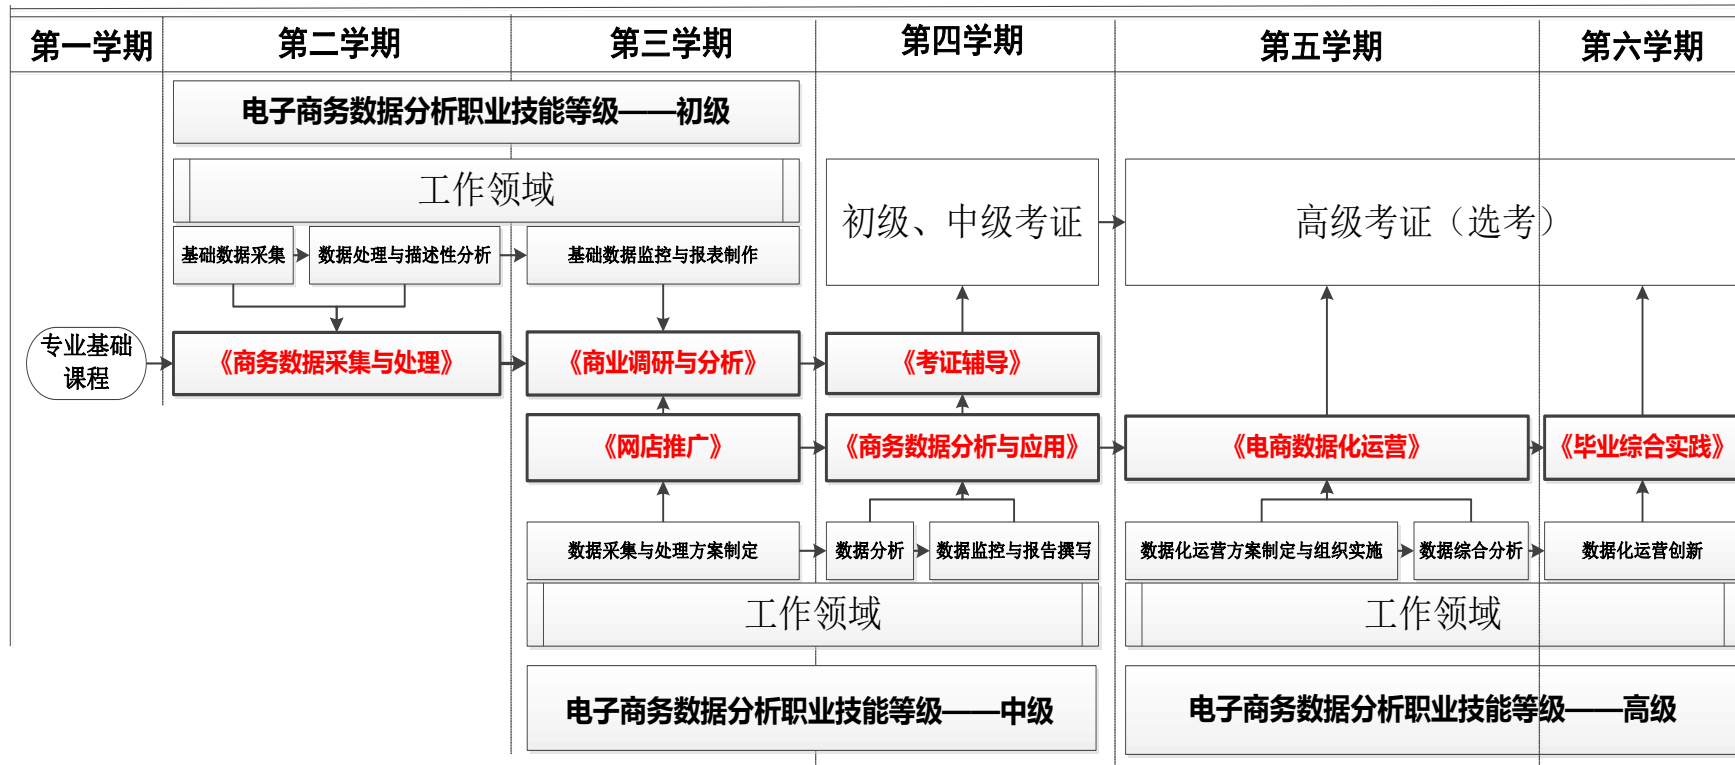 第一学期
第二学期
第三学期
第四学期
第五学期
第六学期
电子商务数据分析职业技能等级——初级
工作领域
初级、中级考证
高级考证（选考）
基础数据采集
数据处理与描述性分析
基础数据监控与报表制作
专业基础
课程
《商务数据采集与处理》
《商业调研与分析》
《考证辅导》
《网店推广》
《商务数据分析与应用》
《电商数据化运营》
《毕业综合实践》
数据采集与处理方案制定
数据分析
数据监控与报告撰写
数据化运营方案制定与组织实施
数据综合分析
数据化运营创新
工作领域
工作领域
电子商务数据分析职业技能等级——中级
电子商务数据分析职业技能等级——高级